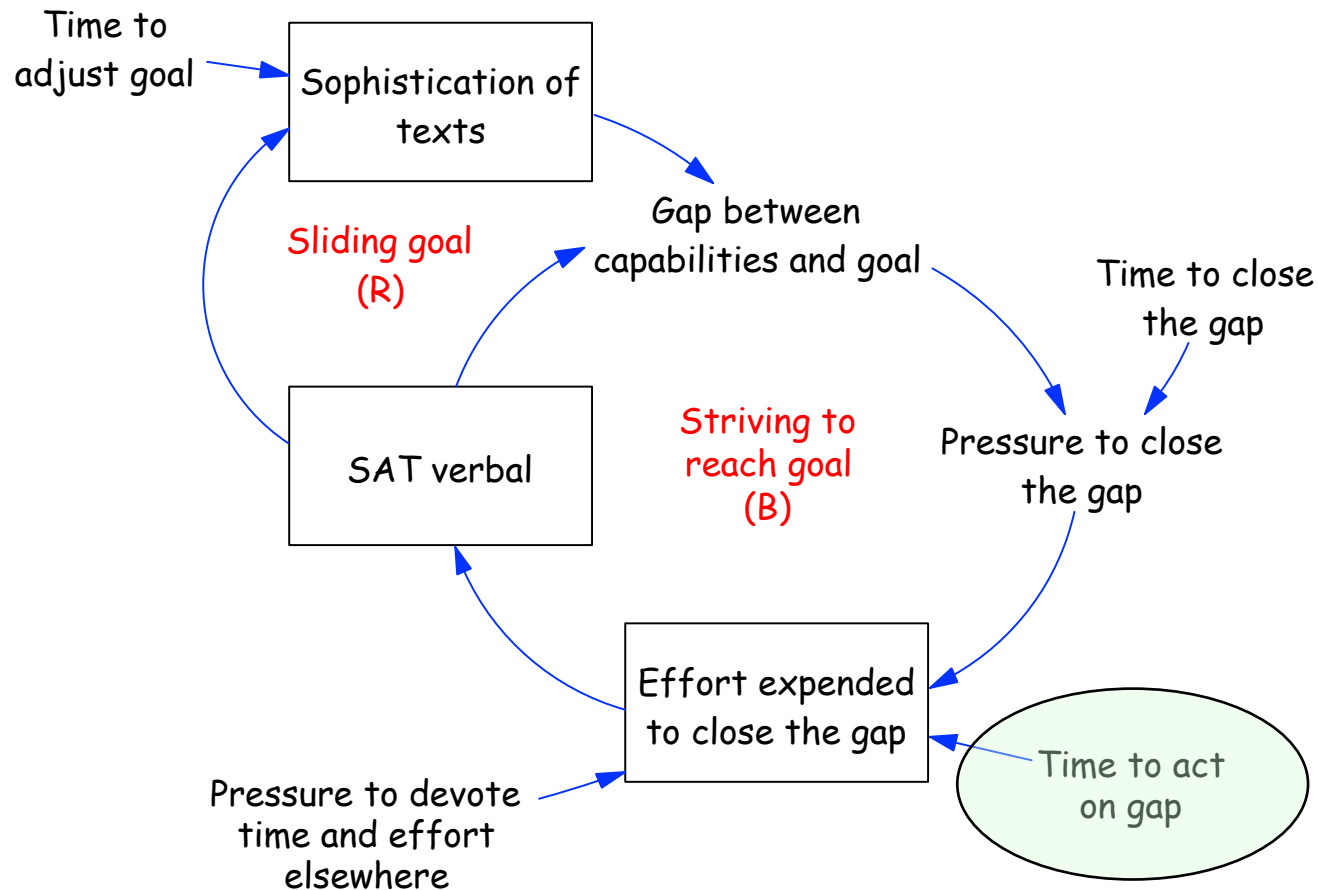 Time to
adjust goal
Sophistication of
texts
Gap between
capabilities and goal
Sliding goal
(R)
Time to close
the gap
Striving to
reach goal
(B)
Pressure to close
the gap
SAT verbal
Effort expended
to close the gap
Time to act
on gap
Pressure to devote
time and effort
elsewhere